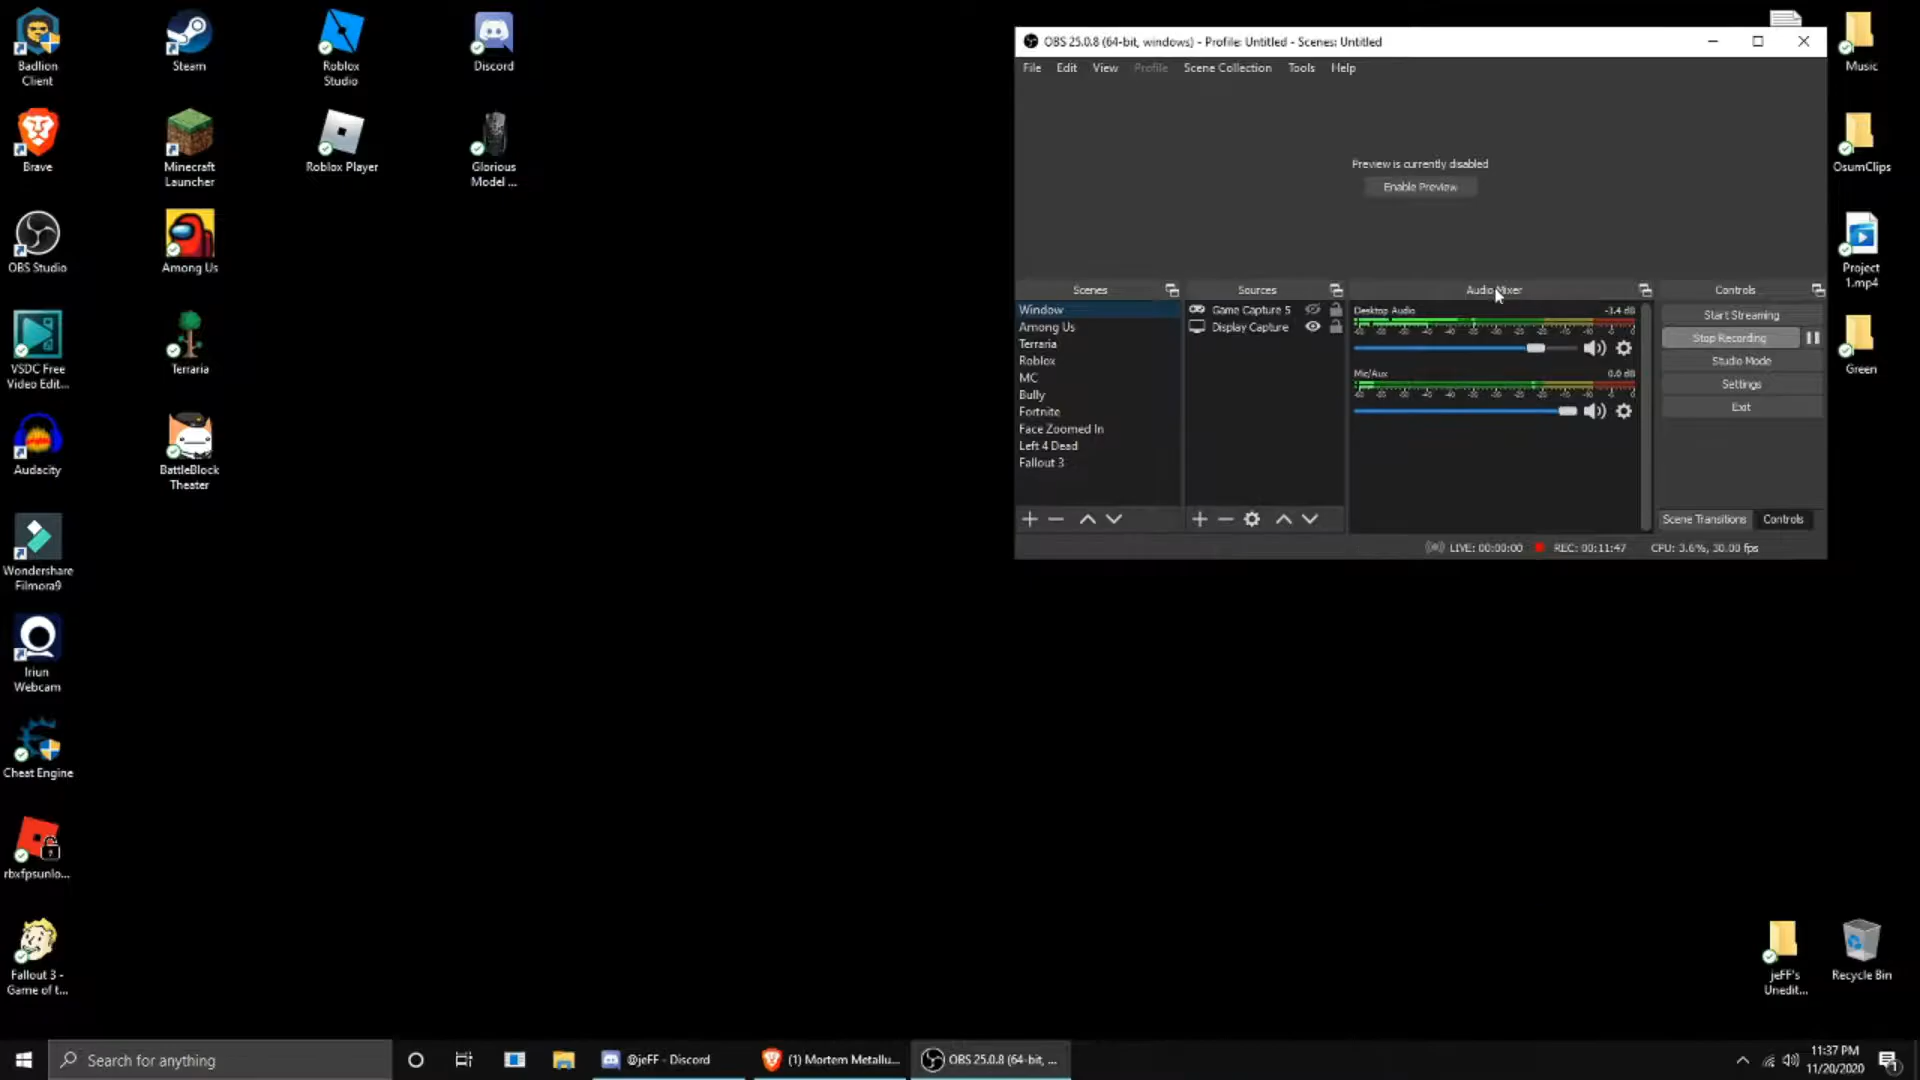 Badlion
Client
Steam
Roblox
Studio
Discord
Brave
Minecraft
Launcher
Roblox Player
Glorious
Model ...
OBS Studio
Among Us
VSDC Free
Video Edit...
Terraria
Audacity
BattleBlock
Theater
Wondershare
Filmora9
Iriun
Webcam
Cheat Engine
rbxfpsunlo...
Fallout 3 -
Game of t...
OBS 25.0.8 (64-bit, windows) - Profile: Untitled - Scenes: Untitled
File Edit View Profile Scene Collection Tools Help
Preview is currently disabled
Enable Preview
Scenes
Window
Among Us
Terraria
Roblox
MC
Bully
Fortnite
Face Zoomed In
Left 4 Dead
Fallout 3
Sources
Game Capture 5
Display Capture
Audio Mixer
Desktop Audio -3.4 dB
Mic/Aux 0.0 dB
Controls
Start Streaming
Stop Recording
Studio Mode
Settings
Exit
Scene Transitions Controls
LIVE: 00:00:00 REC: 00:11:47 CPU: 3.6%, 30.00 fps
Music
OsumClips
Project
1.mp4
Green
jeFF's
Unedit...
Recycle Bin
Search for anything
@jeFF - Discord
(1) Mortem Metallu...
OBS 25.0.8 (64-bit, ...
11:37 PM
11/20/2020
1